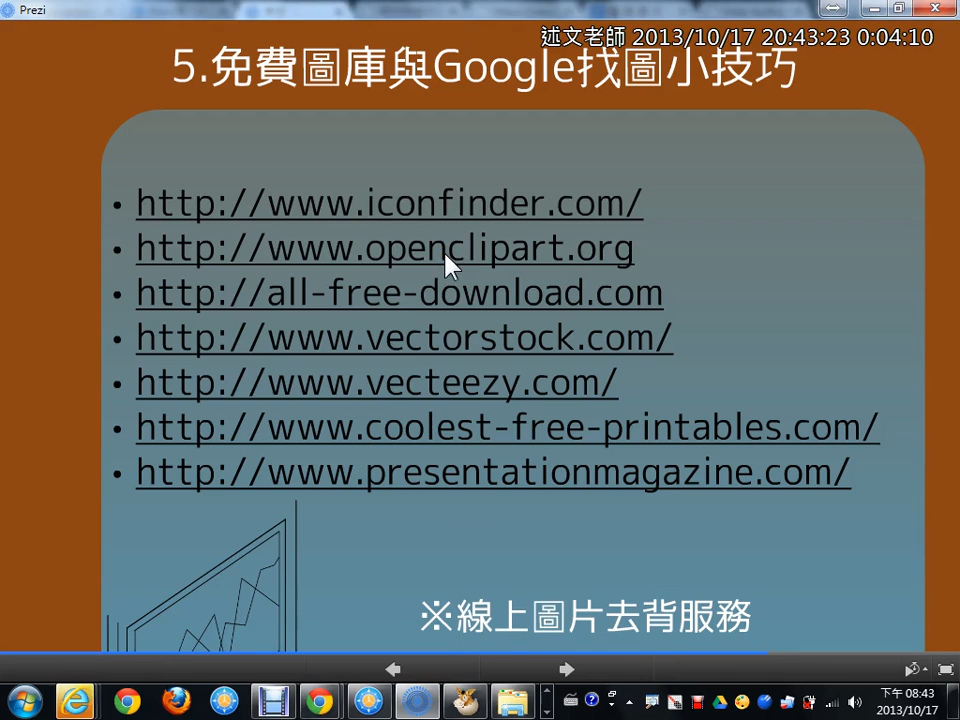 Prezi
述文老師 2013/10/17 20:43:23 0:04:10
5.免費圖庫與Google找圖小技巧
• http://www.iconfinder.com/
• http://www.openclipart.org
• http://all-free-download.com
• http://www.vectorstock.com/
• http://www.vecteezy.com/
• http://www.coolest-free-printables.com/
• http://www.presentationmagazine.com/
※線上圖片去背服務
下午 08:43
2013/10/17